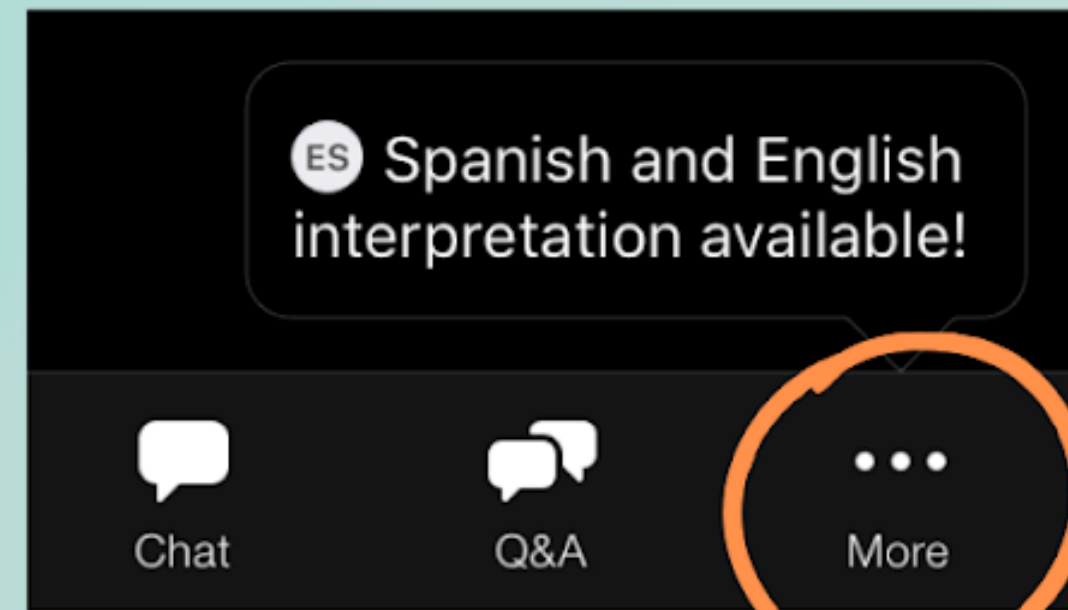 ES Spanish and English
interpretation available!
Chat
Q&A
More